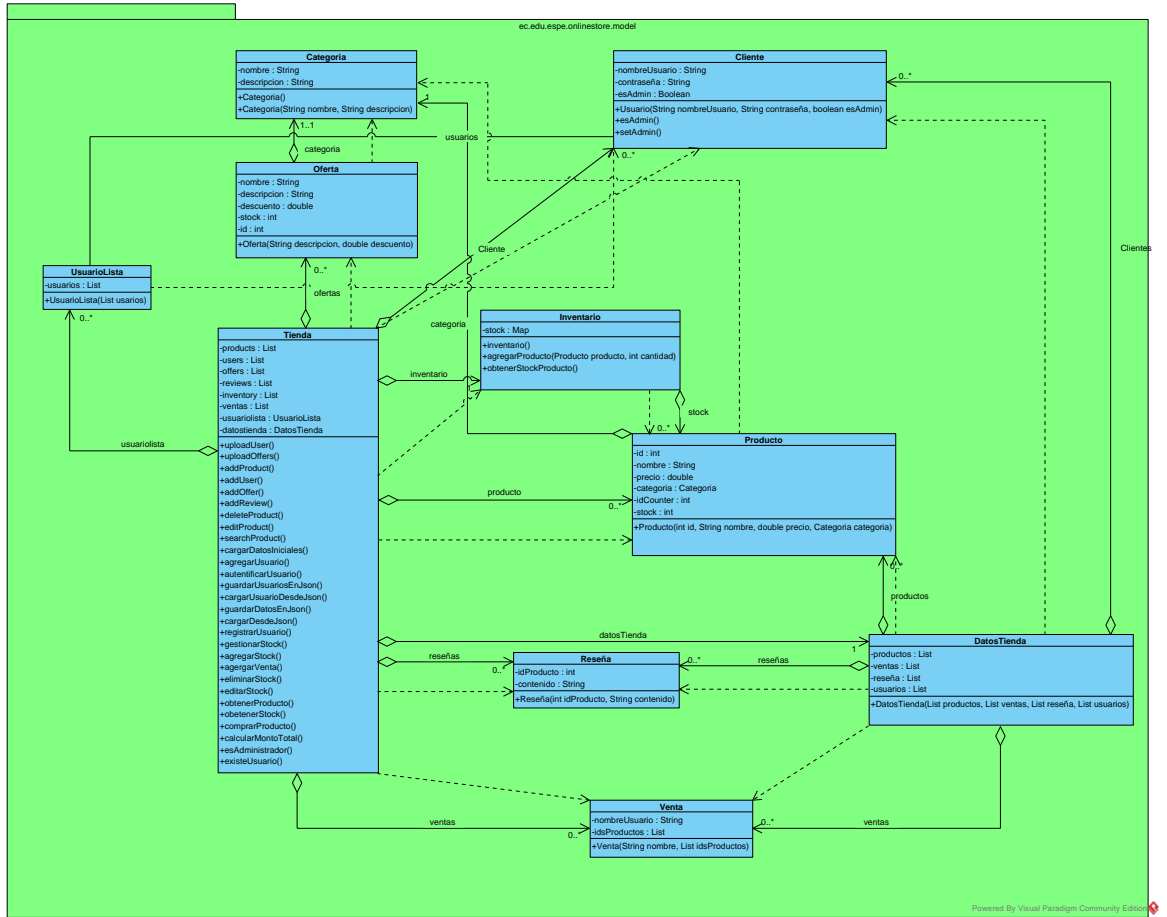 ec.edu.espe.onlinestore.model
Categoria
-nombre : String
-descripcion : String
+Categoria()
+Categoria(String nombre, String descripcion)
Cliente
-nombreUsuario : String
-contraseña : String
-esAdmin : Boolean
+Usuario(String nombreUsuario, String contraseña, boolean esAdmin)
+esAdmin()
+setAdmin()
0..*
1
1..1
categoria
usuarios
0..*
Oferta
-nombre : String
-descripcion : String
-descuento : double
-stock : int
-id : int
+Oferta(String descripcion, double descuento)
Cliente
Clientes
UsuarioLista
-usuarios : List
+UsuarioLista(List usarios)
0..*
0..*
ofertas
categoria
Inventario
-stock : Map
+inventario()
+agregarProducto(Producto producto, int cantidad)
+obtenerStockProducto()
Tienda
-products : List
-users : List
-offers : List
-reviews : List
-inventory : List
-ventas : List
-usuariolista : UsuarioLista
-datostienda : DatosTienda
+uploadUser()
+uploadOffers()
+addProduct()
+addUser()
+addOffer()
+addReview()
+deleteProduct()
+editProduct()
+searchProduct()
+cargarDatosIniciales()
+agregarUsuario()
+autentificarUsuario()
+guardarUsuariosEnJson()
+cargarUsuarioDesdeJson()
+guardarDatosEnJson()
+cargarDesdeJson()
+registrarUsuario()
+gestionarStock()
+agregarStock()
+agergarVenta()
+eliminarStock()
+editarStock()
+obtenerProducto()
+obetenerStock()
+comprarProducto()
+calcularMontoTotal()
+esAdministrador()
+existeUsuario()
inventario
stock
0..*
usuariolista
Producto
-id : int
-nombre : String
-precio : double
-categoria : Categoria
-idCounter : int
-stock : int
+Producto(int id, String nombre, double precio, Categoria categoria)
producto
0..*
0..*
productos
datosTienda
1
DatosTienda
-productos : List
-ventas : List
-reseña : List
-usuarios : List
+DatosTienda(List productos, List ventas, List reseña, List usuarios)
reseñas
0..*
Reseña
-idProducto : int
-contenido : String
+Reseña(int idProducto, String contenido)
0..*
reseñas
Venta
-nombreUsuario : String
-idsProductos : List
+Venta(String nombre, List idsProductos)
ventas
0..*
0..*
ventas
Powered By Visual Paradigm Community Edition